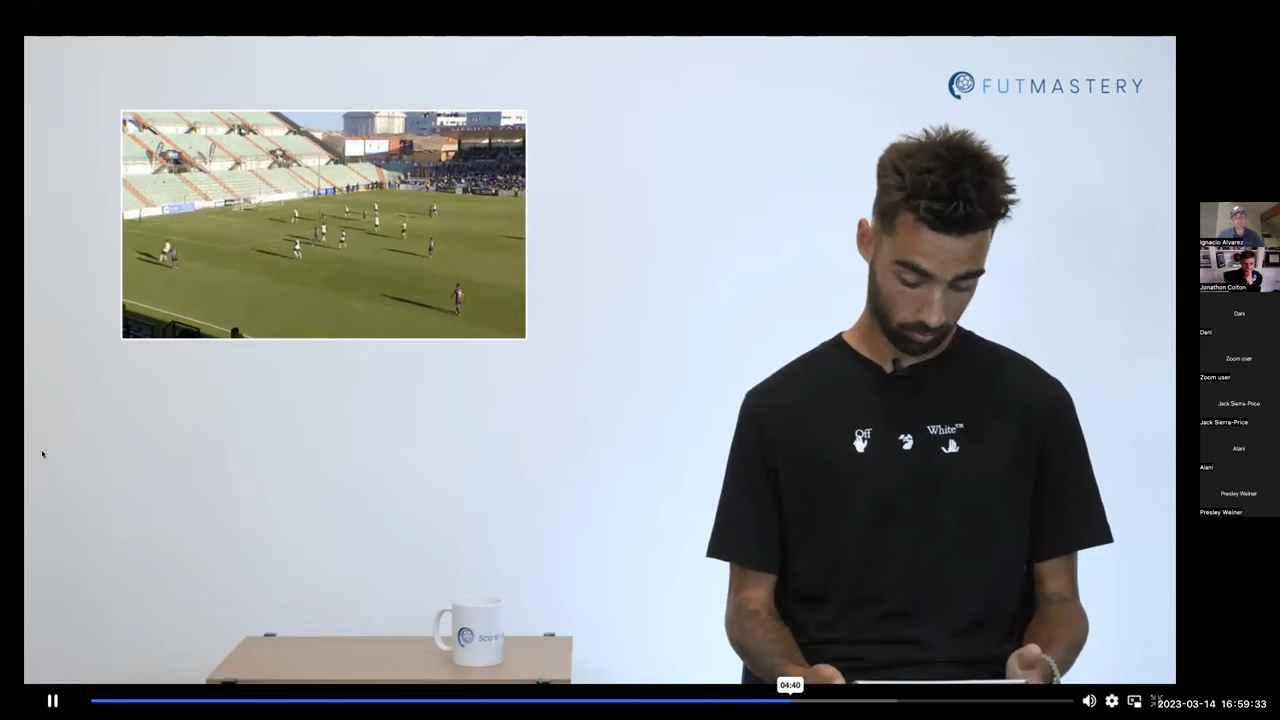 FUTMASTERY
MERIDA
Off White™
Ignacio Alvarez
Jonathon Colton
Dani
Dani
Zoom user
Zoom user
Jack Sierra-Price
Jack Sierra-Price
Alani
Alani
Presley Weiner
Presley Weiner
04:40
2023-03-14 16:59:33